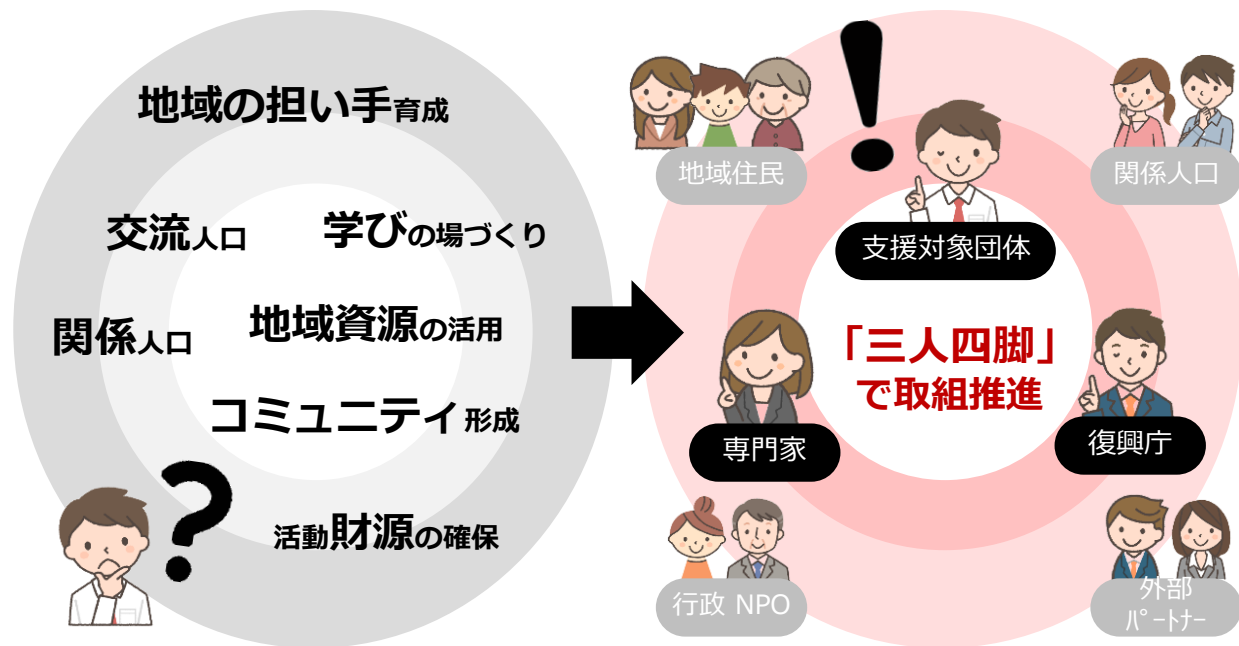 地域の担い手育成
交流人口
学びの場づくり
関係人口
地域資源の活用
コミュニティ形成
?
活動財源の確保
!
地域住民
関係人口
支援対象団体
「三人四脚」
で取組推進
専門家
復興庁
行政 NPO
外部
ﾊﾟｰﾄﾅｰ